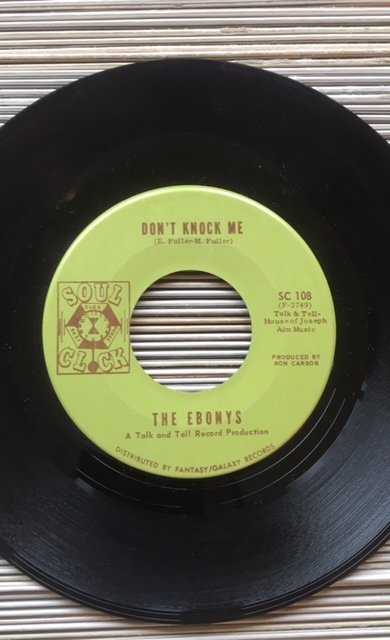 DON'T KNOCK ME
(E. Fuller-M. Fuller)
SOUL
CLOCK
SC 108
(F-2749)
Talk & Tell-
House of Joseph
Aim Music
PRODUCED BY
RON CARSON
THE EBONYS
A Talk and Tell Record Production
DISTRIBUTED BY FANTASY/GALAXY RECORDS